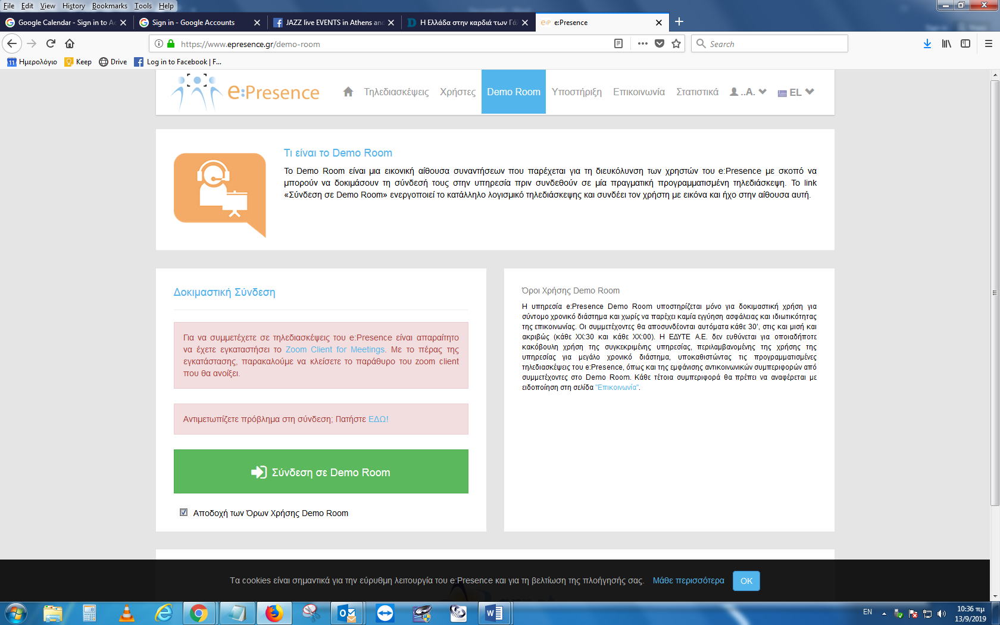 File Edit View History Bookmarks Tools Help
Google Calendar - Sign in to Ac
Sign in - Google Accounts
JAZZ live EVENTS in Athens and
Η Ελλάδα στην καρδιά των Γάλ
e:Presence
https://www.epresence.gr/demo-room
Search
11 Ημερολόγιο Keep Drive Log in to Facebook | F...
e:Presence
Τηλεδιασκέψεις Χρήστες Demo Room Υποστήριξη Επικοινωνία Στατιστικά ..A. EL
Τι είναι το Demo Room
Το Demo Room είναι μια εικονική αίθουσα συναντήσεων που παρέχεται για τη διευκόλυνση των χρηστών του e:Presence με σκοπό να
μπορούν να δοκιμάσουν τη σύνδεσή τους στην υπηρεσία πριν συνδεθούν σε μία πραγματική προγραμματισμένη τηλεδιάσκεψη. Το link
«Σύνδεση σε Demo Room» ενεργοποιεί το κατάλληλο λογισμικό τηλεδιάσκεψης και συνδέει τον χρήστη με εικόνα και ήχο στην αίθουσα αυτή.
Δοκιμαστική Σύνδεση
Για να συμμετέχετε σε τηλεδιασκέψεις του e:Presence είναι απαραίτητο
να έχετε εγκαταστήσει το Zoom Client for Meetings. Με το πέρας της
εγκατάστασης, παρακαλούμε να κλείσετε το παράθυρο του zoom client
που θα ανοίξει.
Αντιμετωπίζετε πρόβλημα στη σύνδεση; Πατήστε ΕΔΩ!
Σύνδεση σε Demo Room
Αποδοχή των Όρων Χρήσης Demo Room
Όροι Χρήσης Demo Room
Η υπηρεσία e:Presence Demo Room υποστηρίζεται μόνο για δοκιμαστική χρήση για
σύντομο χρονικό διάστημα και χωρίς να παρέχει καμία εγγύηση ασφάλειας και ιδιωτικότητας
της επικοινωνίας. Οι συμμετέχοντες θα αποσυνδέονται αυτόματα κάθε 30', στις και μισή και
ακριβώς (κάθε ΧΧ:30 και κάθε ΧΧ:00). Η ΕΔΥΤΕ Α.Ε. δεν ευθύνεται για οποιαδήποτε
κακόβουλη χρήση της συγκεκριμένης υπηρεσίας, περιλαμβανομένης της χρήσης της
υπηρεσίας για μεγάλο χρονικό διάστημα, υποκαθιστώντας τις προγραμματισμένες
τηλεδιασκέψεις του e:Presence, όπως και της εμφάνισης αντικοινωνικών συμπεριφορών από
συμμετέχοντες στο Demo Room. Κάθε τέτοια συμπεριφορά θα πρέπει να αναφέρεται με
ειδοποίηση στη σελίδα "Επικοινωνία".
Τα cookies είναι σημαντικά για την εύρυθμη λειτουργία του e:Presence και για τη βελτίωση της πλοήγησής σας. Μάθε περισσότερα OK
EN
10:36 πμ
13/9/2019